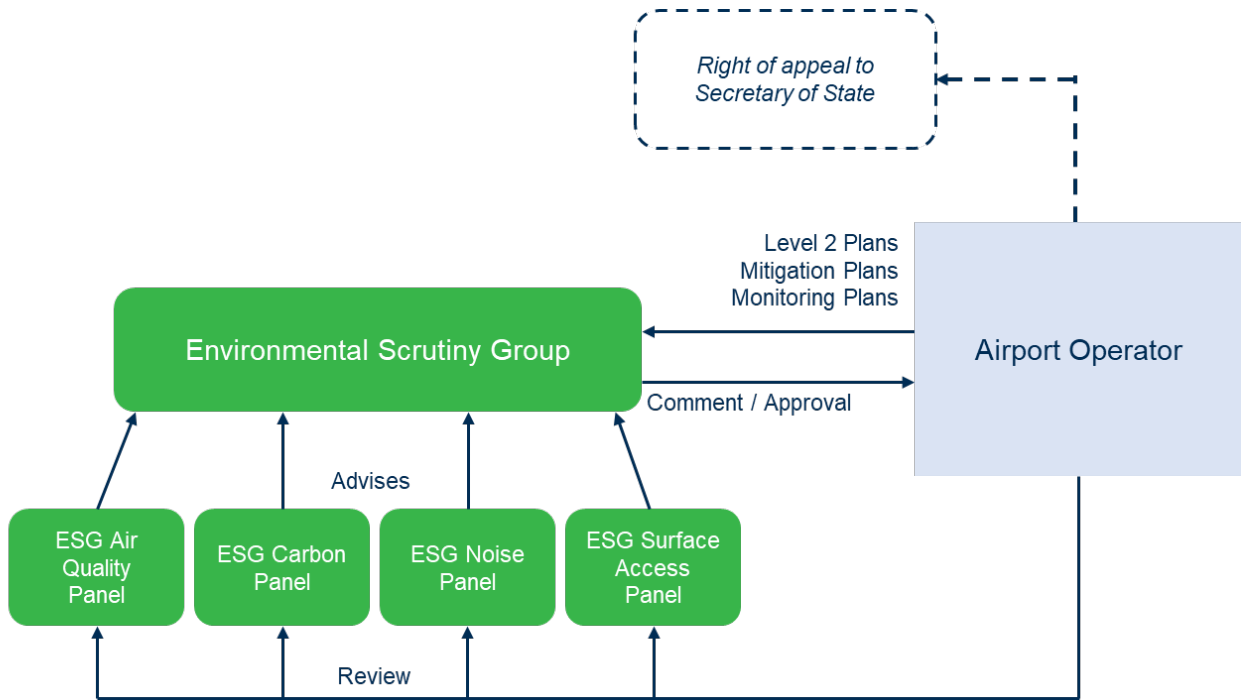 Right of appeal to
Secretary of State
Level 2 Plans
Mitigation Plans
Monitoring Plans
Environmental Scrutiny Group
Airport Operator
Comment / Approval
Advises
ESG Air
Quality
Panel
ESG Carbon
Panel
ESG Noise
Panel
ESG Surface
Access
Panel
Review